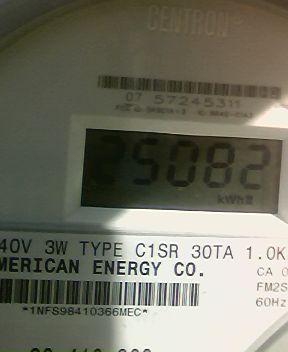 CENTRON
07 57245311
25082
kWh
40V 3W TYPE C1SR 30TA 1.0K
MERICAN ENERGY CO.
CA 0
FM2S
60Hz
*1NFS98410366MEC*